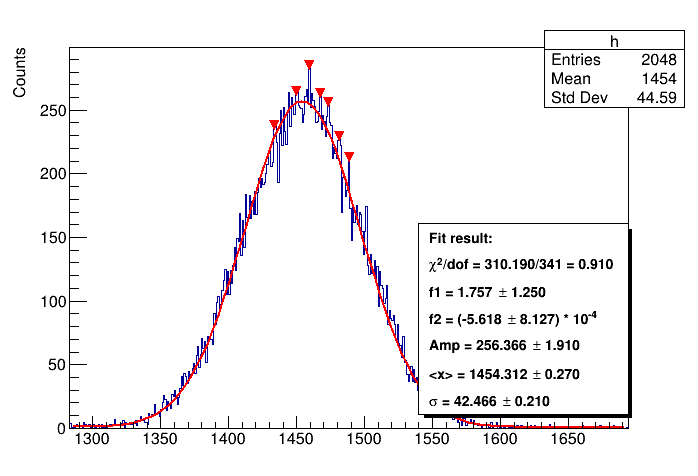 h
Entries 2048
Mean 1454
Std Dev 44.59
Counts
250
200
150
100
50
0
Fit result:
χ²/dof = 310.190/341 = 0.910
f1 = 1.757 ± 1.250
f2 = (-5.618 ± 8.127) * 10⁻⁴
Amp = 256.366 ± 1.910
<x> = 1454.312 ± 0.270
σ = 42.466 ± 0.210
1300 1350 1400 1450 1500 1550 1600 1650